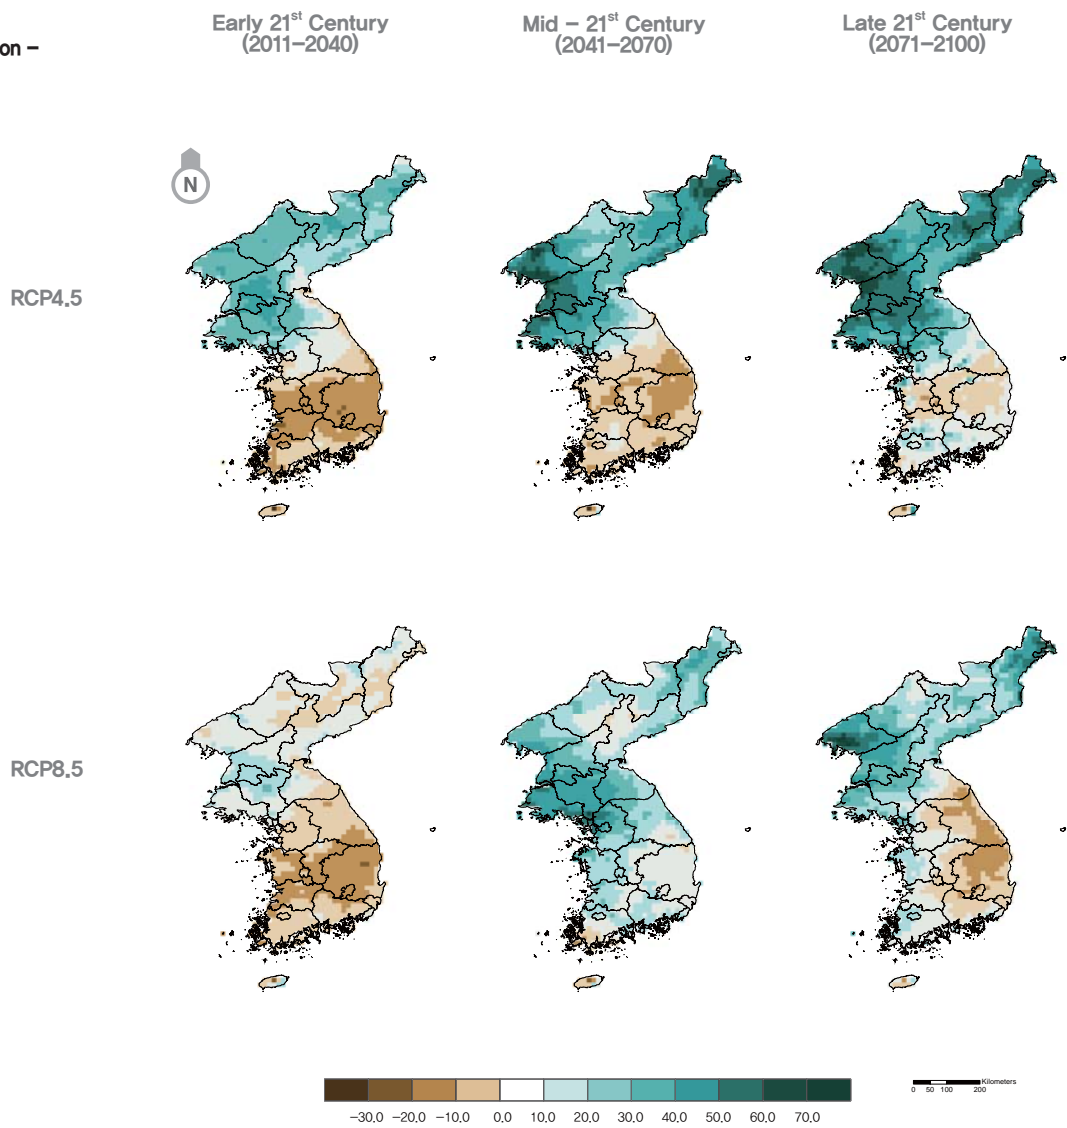 Early 21st Century
(2011–2040)
Mid – 21st Century
(2041–2070)
Late 21st Century
(2071–2100)
on –
N
RCP4.5
RCP8.5
−30.0 −20.0 −10.0 0.0 10.0 20.0 30.0 40.0 50.0 60.0 70.0
Kilometers
0 50 100 200